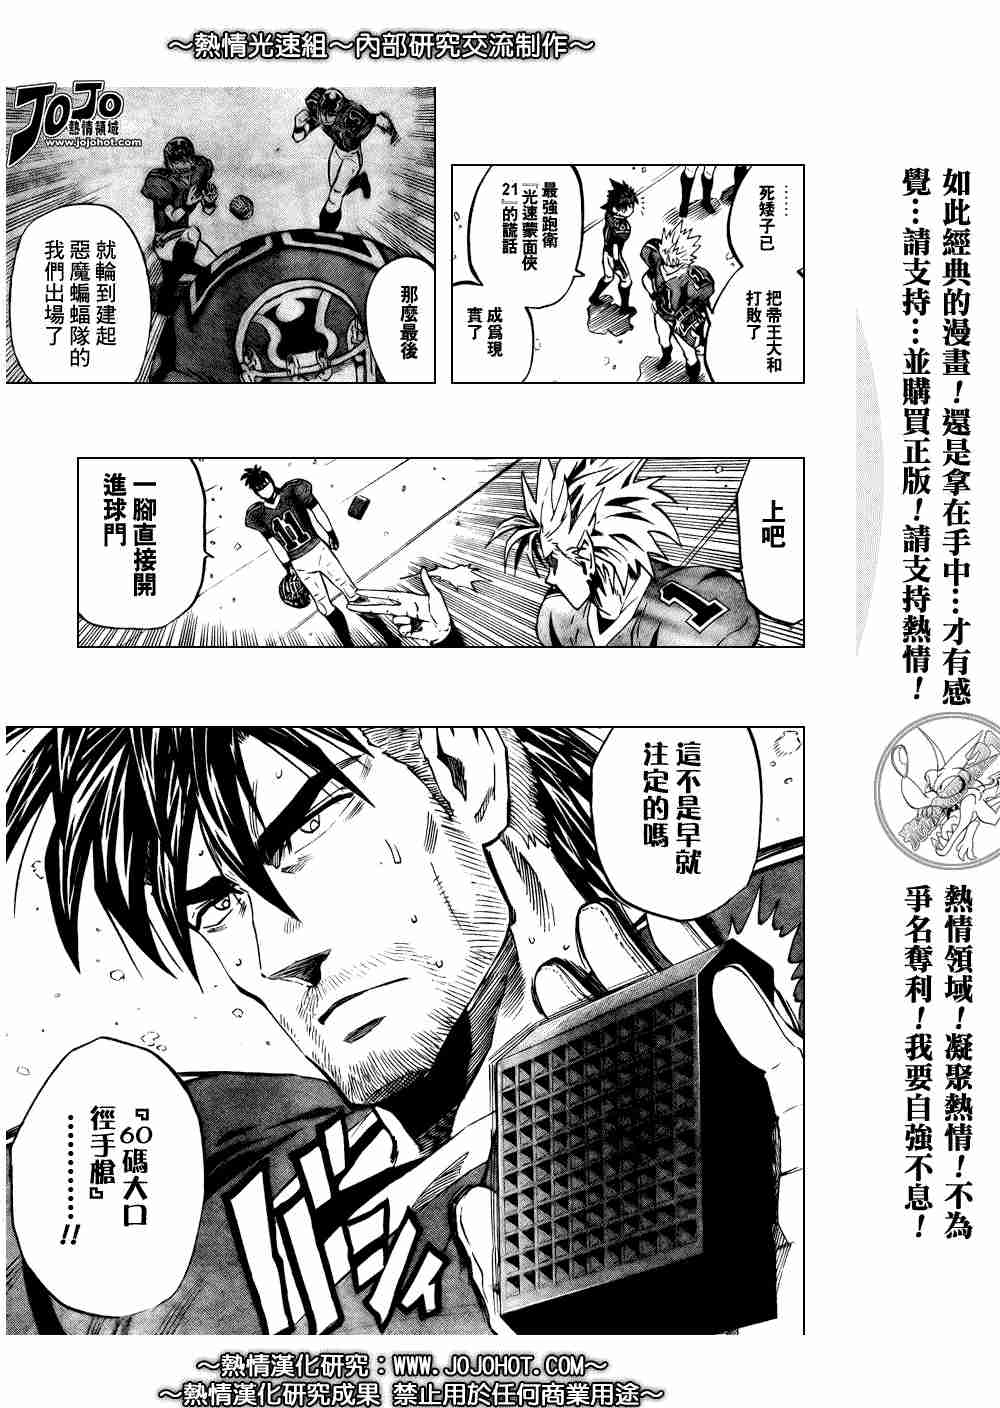 ～熱情光速組～內部研究交流制作～
JOJO
熱情領域
www.jojohot.com
……
死矮子已
把帝王大和
打敗了
最強跑衛
『光速蒙面俠
21』的謊話
成爲現
實了
那麼最後
就輪到建起
惡魔蝙蝠隊的
我們出場了
上吧
1
11
一腳直接開
進球門
這不是早就
注定的嗎
『60碼大口
徑手槍』
…………!!
バシィ
如此經典的漫畫！還是拿在手中…才有感
覺…請支持…並購買正版！請支持熱情！
熱情領域！凝聚熱情！不為
爭名奪利！我要自強不息！
～熱情漢化研究：WWW.JOJOHOT.COM～
～熱情漢化研究成果 禁止用於任何商業用途～